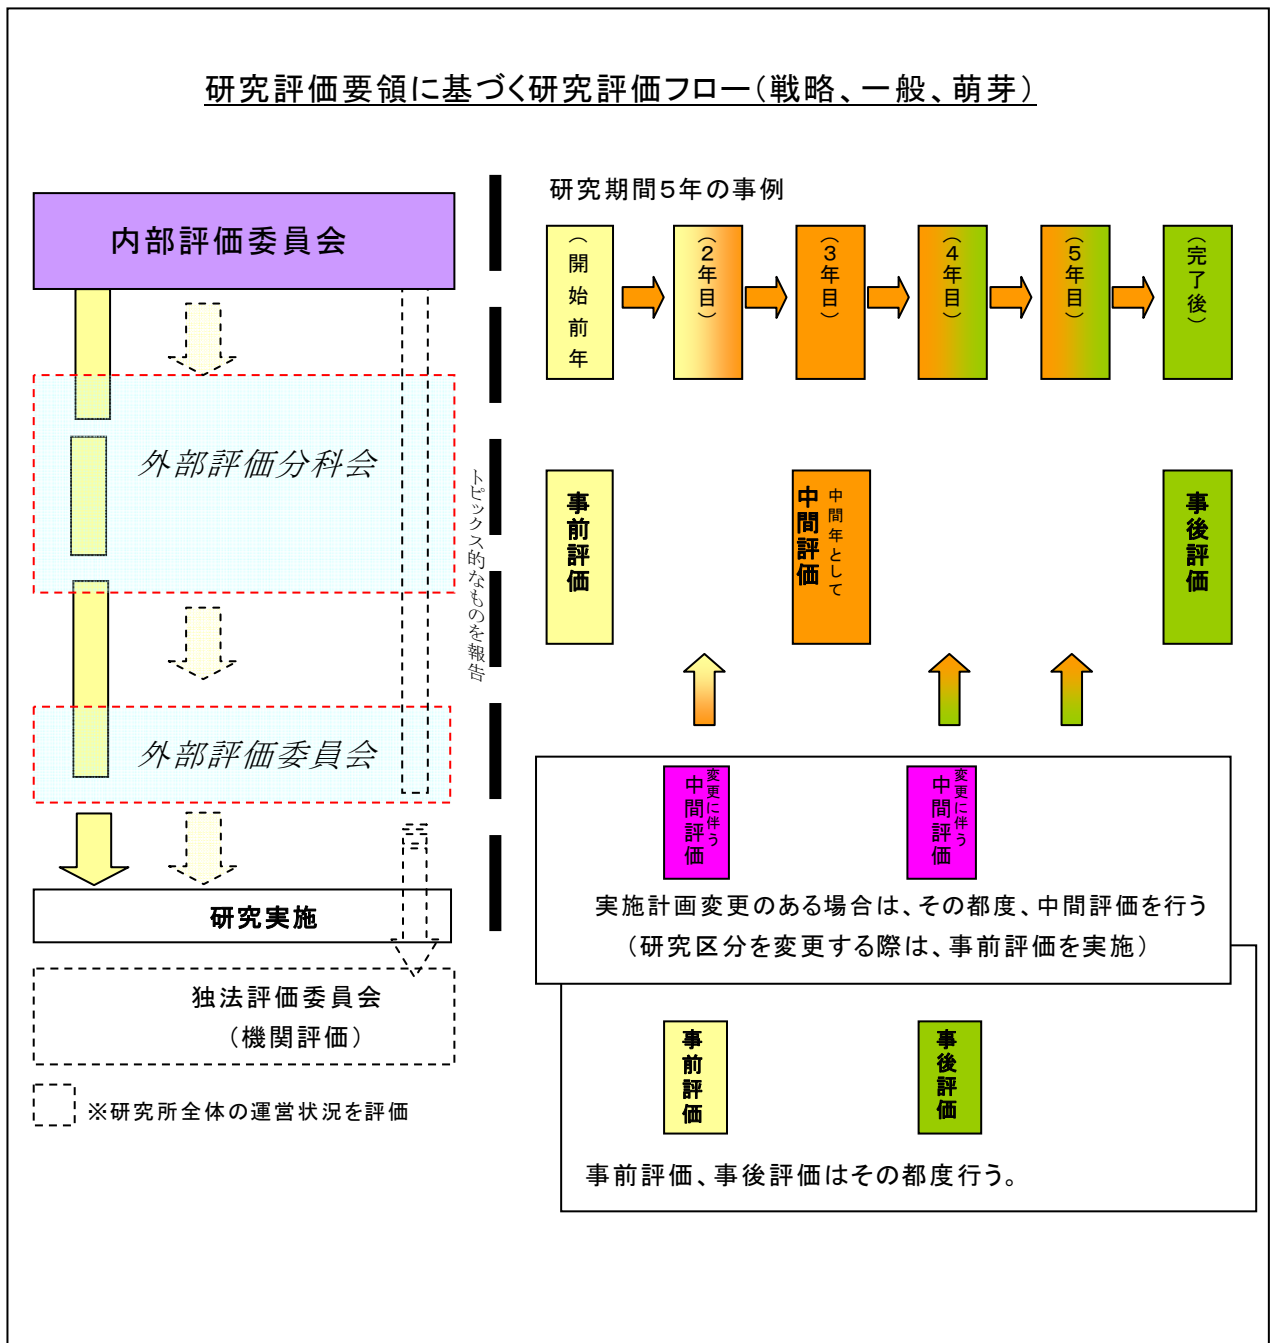 研究評価要領に基づく研究評価フロー(戦略、一般、萌芽)
内部評価委員会
外部評価分科会
外部評価委員会
研究実施
独法評価委員会
(機関評価)
※研究所全体の運営状況を評価
トピックス的なものを報告
研究期間5年の事例
(開始前年
(2年目)
(3年目)
(4年目)
(5年目)
(完了後)
事前評価
中間年として
中間評価
事後評価
変更に伴う
中間評価
変更に伴う
中間評価
実施計画変更のある場合は、その都度、中間評価を行う
(研究区分を変更する際は、事前評価を実施)
事前評価
事後評価
事前評価、事後評価はその都度行う。